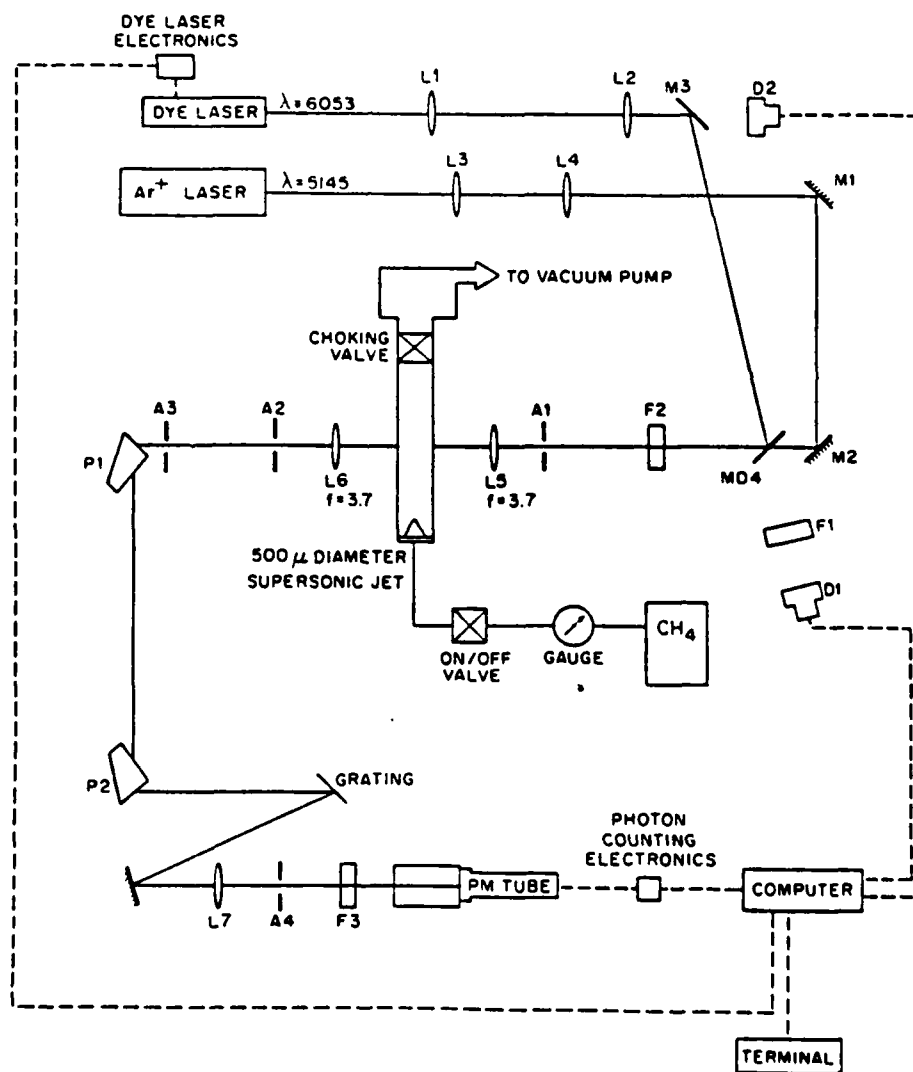 DYE LASER
ELECTRONICS
DYE LASER
λ=6053
L1
L2
M3
D2
Ar+ LASER
λ=5145
L3
L4
M1
TO VACUUM PUMP
CHOKING
VALVE
A3
A2
A1
F2
P1
L6
f=3.7
L5
f=3.7
MD4
M2
500 μ DIAMETER
SUPERSONIC JET
F1
D1
ON/OFF
VALVE
GAUGE
CH4
P2
GRATING
PHOTON
COUNTING
ELECTRONICS
PM TUBE
COMPUTER
L7
A4
F3
TERMINAL